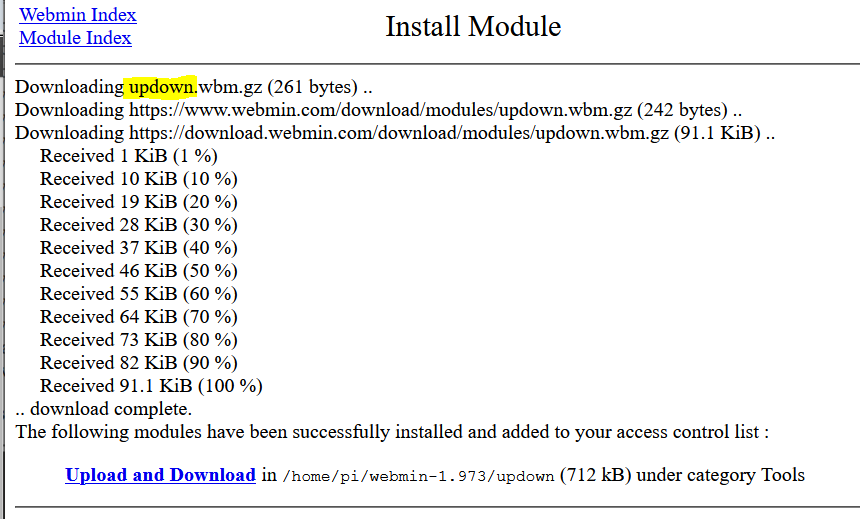 Webmin Index
Module Index
Install Module
Downloading updown.wbm.gz (261 bytes) ..
Downloading https://www.webmin.com/download/modules/updown.wbm.gz (242 bytes) ..
Downloading https://download.webmin.com/download/modules/updown.wbm.gz (91.1 KiB) ..
Received 1 KiB (1 %)
Received 10 KiB (10 %)
Received 19 KiB (20 %)
Received 28 KiB (30 %)
Received 37 KiB (40 %)
Received 46 KiB (50 %)
Received 55 KiB (60 %)
Received 64 KiB (70 %)
Received 73 KiB (80 %)
Received 82 KiB (90 %)
Received 91.1 KiB (100 %)
.. download complete.
The following modules have been successfully installed and added to your access control list :
Upload and Download in /home/pi/webmin-1.973/updown (712 kB) under category Tools